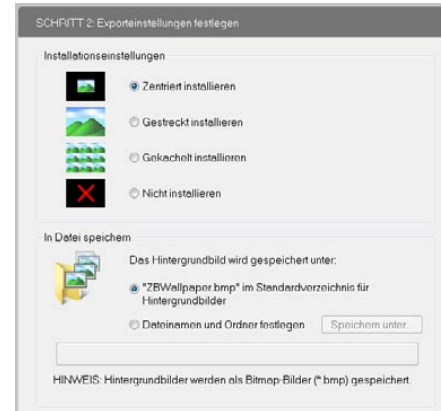 SCHRITT 2: Exporteinstellungen festlegen
Installationseinstellungen
Zentriert installieren
Gestreckt installieren
Gekachelt installieren
Nicht installieren
In Datei speichern
Das Hintergrundbild wird gespeichert unter:
"ZBWallpaper.bmp" im Standardverzeichnis für
Hintergrundbilder
Dateinamen und Ordner festlegen
Speichern unter...
HINWEIS: Hintergrundbilder werden als Bitmap-Bilder (*.bmp) gespeichert.